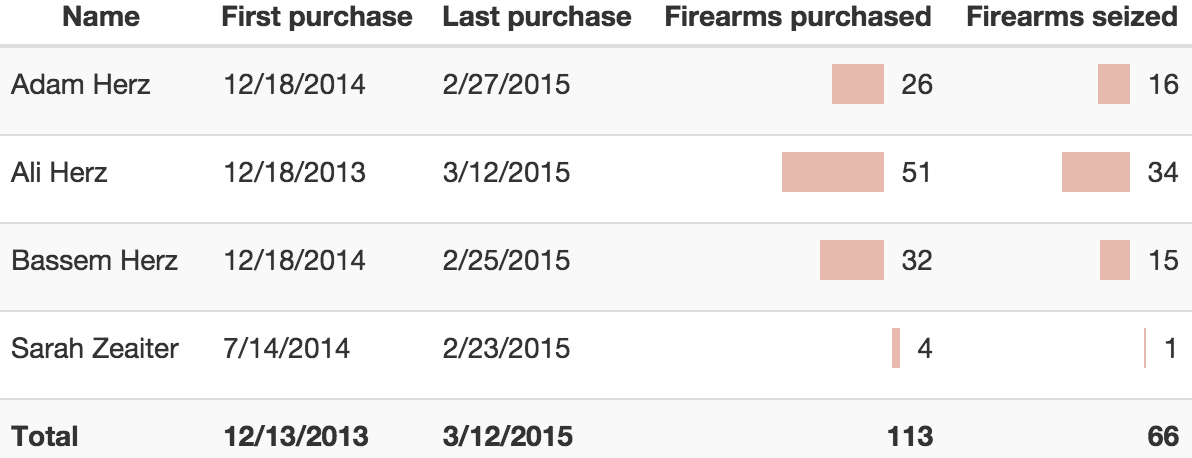 Name First purchase Last purchase Firearms purchased Firearms seized
Adam Herz 12/18/2014 2/27/2015 26 16
Ali Herz 12/18/2013 3/12/2015 51 34
Bassem Herz 12/18/2014 2/25/2015 32 15
Sarah Zeaiter 7/14/2014 2/23/2015 4 1
Total 12/13/2013 3/12/2015 113 66